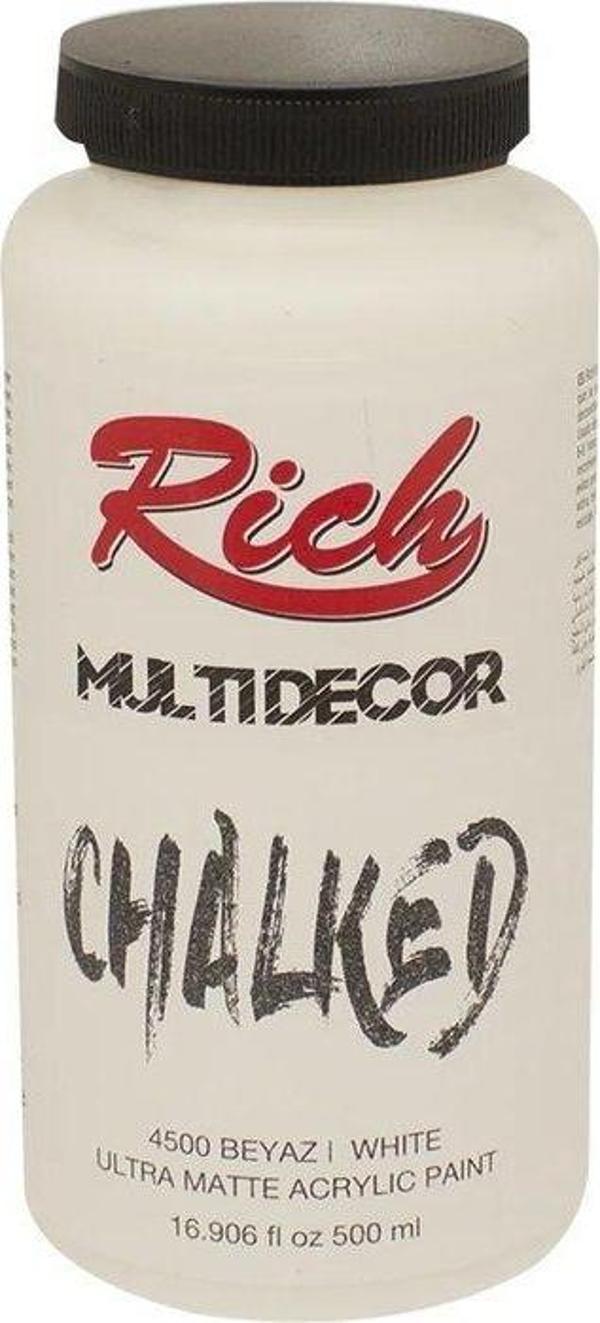 Rich
MULTIDECOR
CHALKED
4500 BEYAZ | WHITE
ULTRA MATTE ACRYLIC PAINT
16.906 fl oz 500 ml